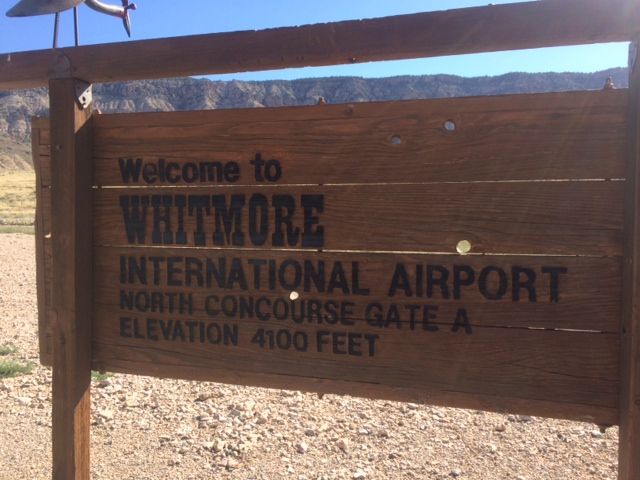 Welcome to
WHITMORE
INTERNATIONAL AIRPORT
NORTH CONCOURSE GATE A
ELEVATION 4100 FEET